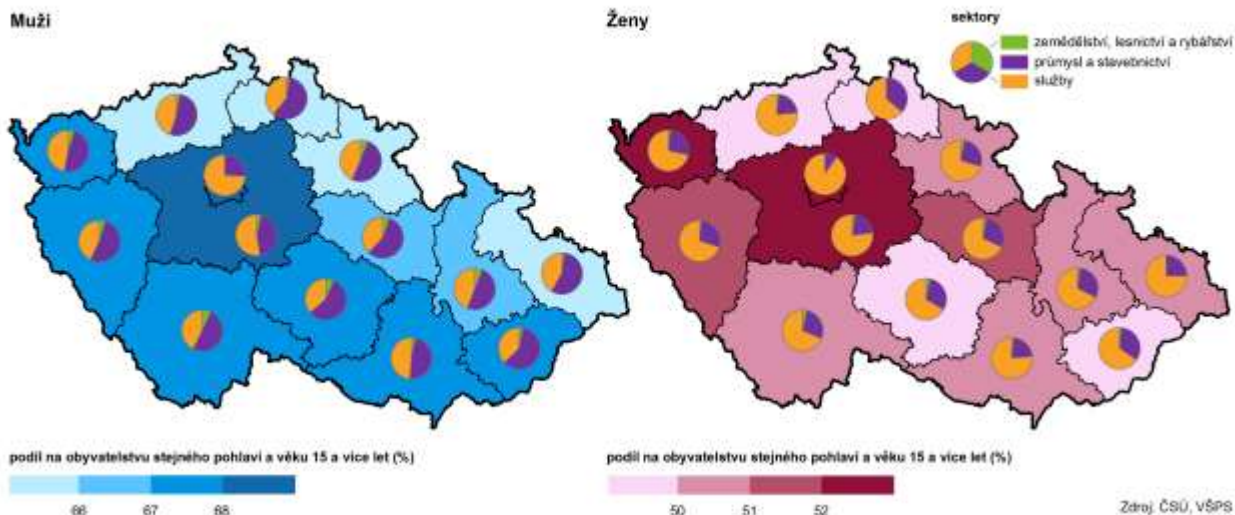 Muži
Ženy
sektory
zemědělství, lesnictví a rybářství
průmysl a stavebnictví
služby
podíl na obyvatelstvu stejného pohlaví a věku 15 a více let (%)
66 67 68
podíl na obyvatelstvu stejného pohlaví a věku 15 a více let (%)
50 51 52
Zdroj: ČSÚ, VŠPS